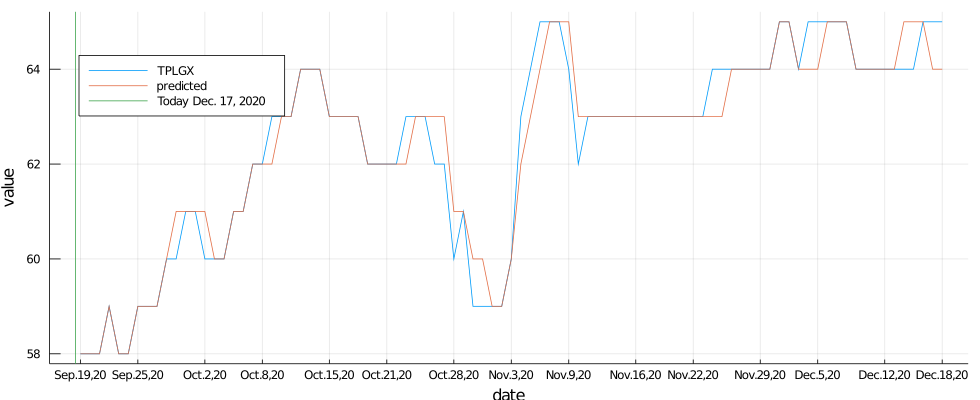 TPLGX
predicted
Today Dec. 17, 2020
value
64
62
60
58
Sep.19,20 Sep.25,20 Oct.2,20 Oct.8,20 Oct.15,20 Oct.21,20 Oct.28,20 Nov.3,20 Nov.9,20 Nov.16,20 Nov.22,20 Nov.29,20 Dec.5,20 Dec.12,20 Dec.18,20
date